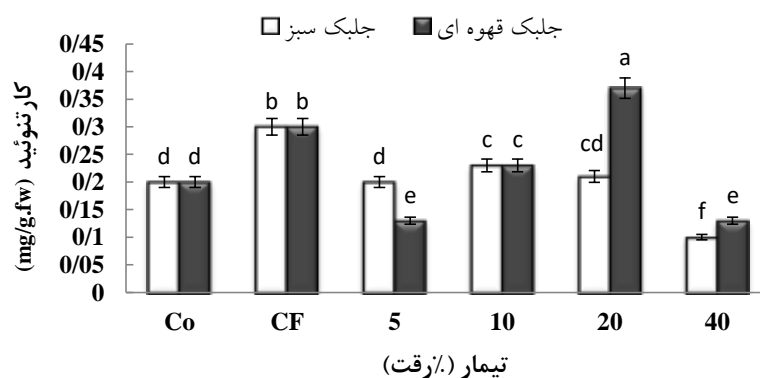 جلبک سبز جلبک قهوه ای
کارتنوئید (mg/g.fw)
0/45
0/4
0/35
0/3
0/25
0/2
0/15
0/1
0/05
0
d d b b d e c c cd a f e
Co CF 5 10 20 40
تیمار (٪رقت)